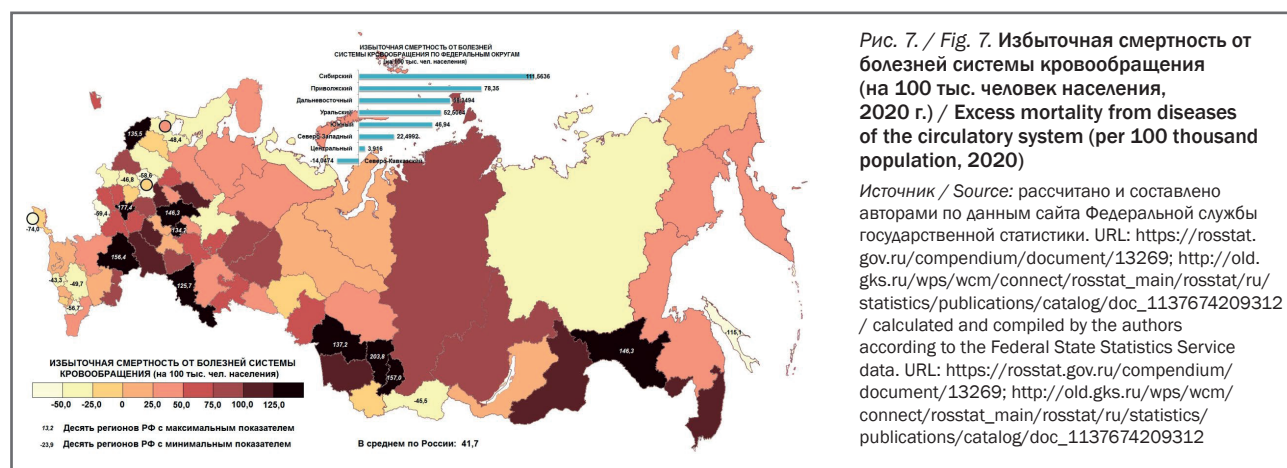 ИЗБЫТОЧНАЯ СМЕРТНОСТЬ ОТ БОЛЕЗНЕЙ
СИСТЕМЫ КРОВООБРАЩЕНИЯ ПО ФЕДЕРАЛЬНЫМ ОКРУГАМ
(на 100 тыс. чел. населения)
Сибирский 111,5636
Приволжский 78,35
Дальневосточный
Уральский
Южный 46,94
Северо-Западный 22,4992
Центральный 3,918
-14,0474 Северо-Кавказский
135,5
-48,4
-46,8
-58,6
-59,4
177,4
146,3
134,7
-74,0
156,4
125,7
-43,3
-49,7
-56,7
137,2
203,8
157,0
-45,5
146,3
-115,1
ИЗБЫТОЧНАЯ СМЕРТНОСТЬ ОТ БОЛЕЗНЕЙ СИСТЕМЫ
КРОВООБРАЩЕНИЯ (на 100 тыс. чел. населения)
-50,0 -25,0 0 25,0 50,0 75,0 100,0 125,0
13,2 Десять регионов РФ с максимальным показателем
-23,9 Десять регионов РФ с минимальным показателем
В среднем по России: 41,7
Рис. 7. / Fig. 7. Избыточная смертность от
болезней системы кровообращения
(на 100 тыс. человек населения,
2020 г.) / Excess mortality from diseases
of the circulatory system (per 100 thousand
population, 2020)
Источник / Source: рассчитано и составлено
авторами по данным сайта Федеральной службы
государственной статистики. URL: https://rosstat.
gov.ru/compendium/document/13269; http://old.
gks.ru/wps/wcm/connect/rosstat_main/rosstat/ru/
statistics/publications/catalog/doc_1137674209312
/ calculated and compiled by the authors
according to the Federal State Statistics Service
data. URL: https://rosstat.gov.ru/compendium/
document/13269; http://old.gks.ru/wps/wcm/
connect/rosstat_main/rosstat/ru/statistics/
publications/catalog/doc_1137674209312